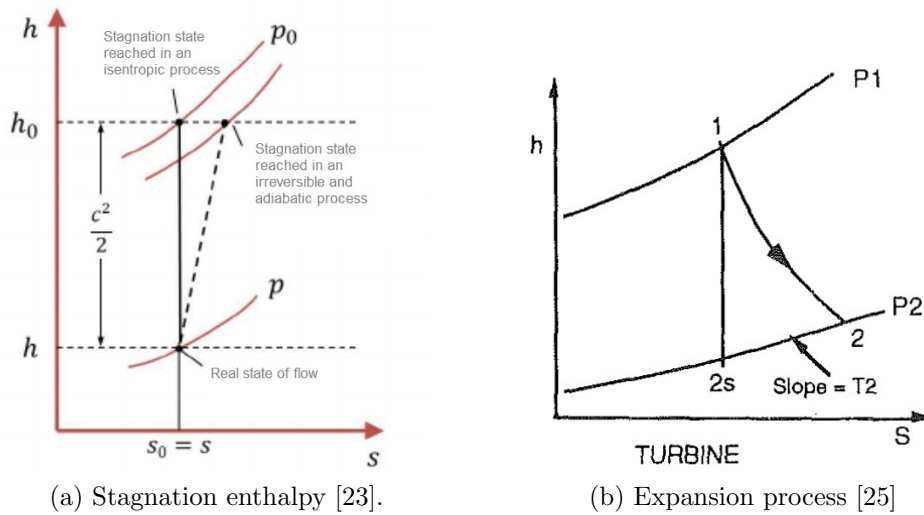 h
Stagnation state
reached in an
isentropic process
p₀
h₀
Stagnation state
reached in an
irreversible and
adiabatic process
c²
2
p
h
Real state of flow
s₀ = s
s
(a) Stagnation enthalpy [23].
P1
h
1
P2
2
2s
Slope = T2
S
TURBINE
(b) Expansion process [25]